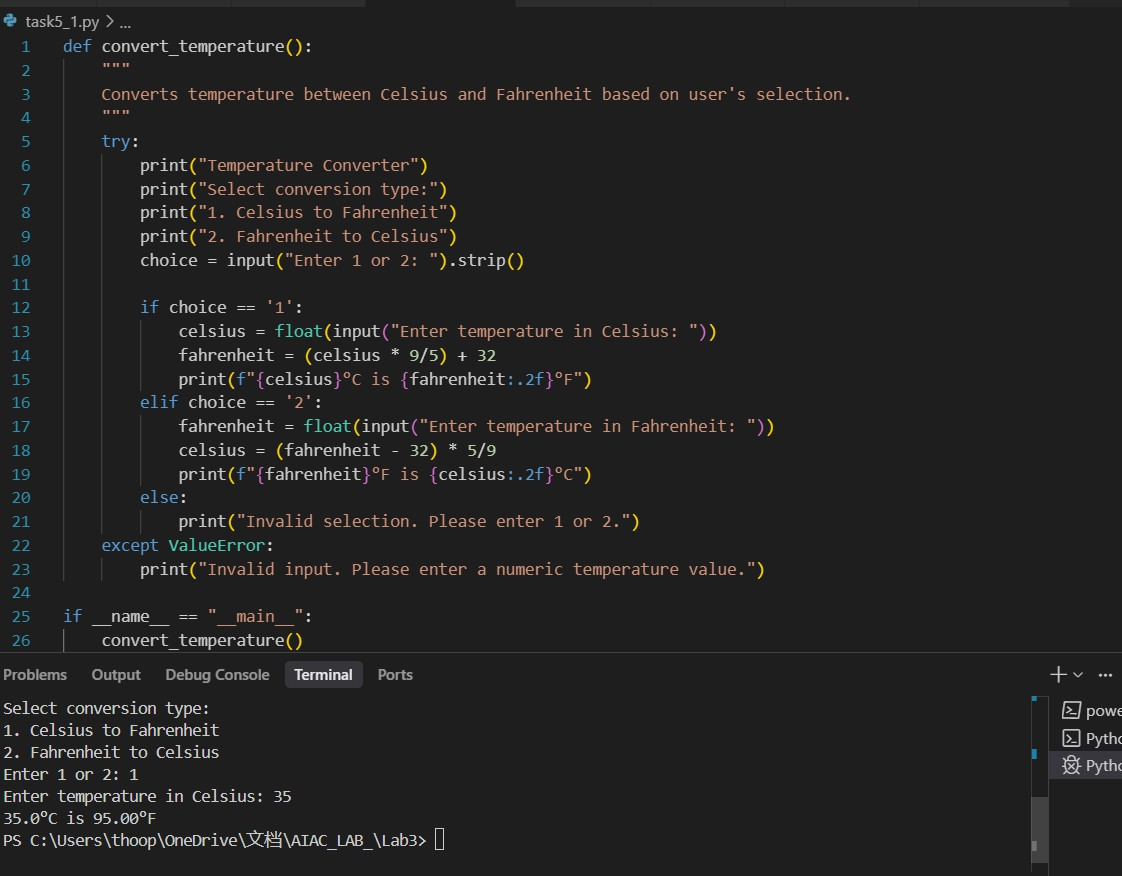 task5_1.py > ...
1 def convert_temperature():
2     """
3     Converts temperature between Celsius and Fahrenheit based on user's selection.
4     """
5     try:
6         print("Temperature Converter")
7         print("Select conversion type:")
8         print("1. Celsius to Fahrenheit")
9         print("2. Fahrenheit to Celsius")
10         choice = input("Enter 1 or 2: ").strip()
11
12         if choice == '1':
13             celsius = float(input("Enter temperature in Celsius: "))
14             fahrenheit = (celsius * 9/5) + 32
15             print(f"{celsius}°C is {fahrenheit:.2f}°F")
16         elif choice == '2':
17             fahrenheit = float(input("Enter temperature in Fahrenheit: "))
18             celsius = (fahrenheit - 32) * 5/9
19             print(f"{fahrenheit}°F is {celsius:.2f}°C")
20         else:
21             print("Invalid selection. Please enter 1 or 2.")
22     except ValueError:
23         print("Invalid input. Please enter a numeric temperature value.")
24
25 if __name__ == "__main__":
26     convert_temperature()
Problems Output Debug Console Terminal Ports
Select conversion type:
1. Celsius to Fahrenheit
2. Fahrenheit to Celsius
Enter 1 or 2: 1
Enter temperature in Celsius: 35
35.0°C is 95.00°F
PS C:\Users\thoop\OneDrive\文档\AIAC_LAB_\Lab3>
powe
Pytho
Pytho